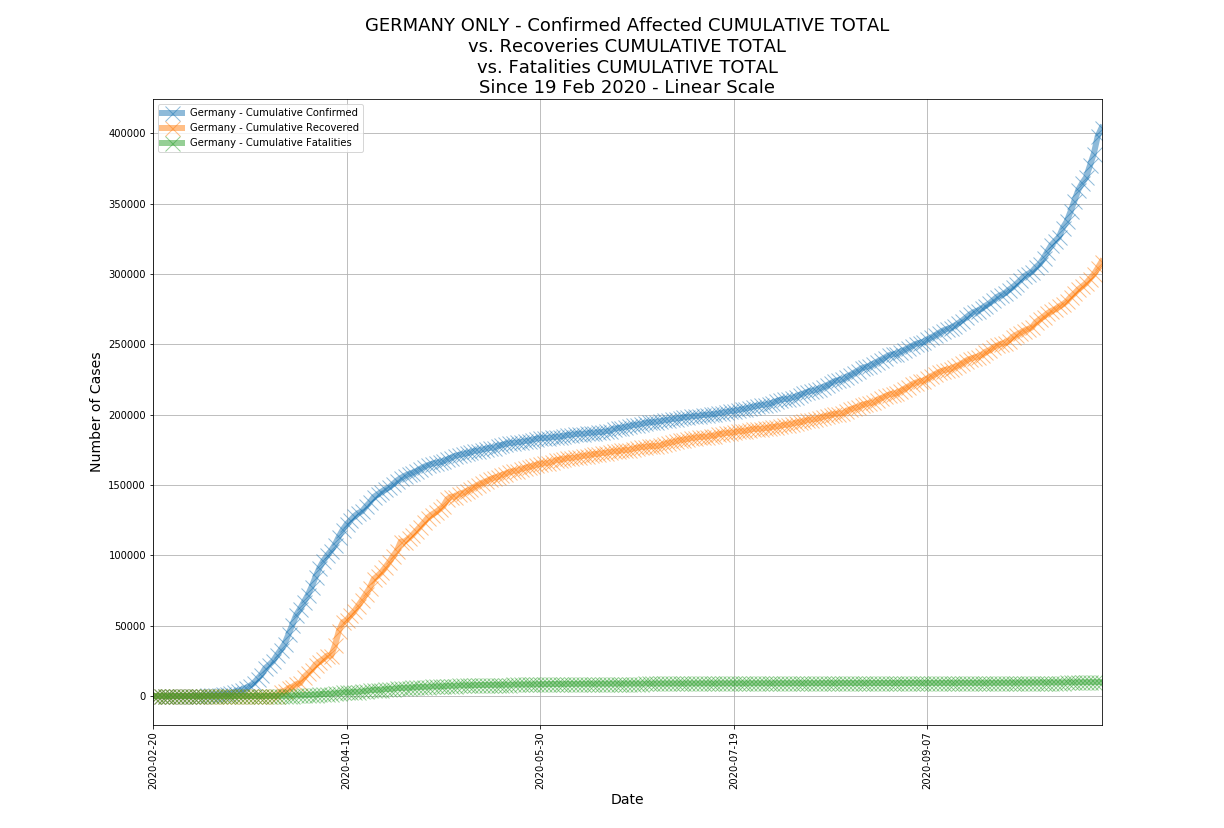 GERMANY ONLY - Confirmed Affected CUMULATIVE TOTAL
vs. Recoveries CUMULATIVE TOTAL
vs. Fatalities CUMULATIVE TOTAL
Since 19 Feb 2020 - Linear Scale
Germany - Cumulative Confirmed
Germany - Cumulative Recovered
Germany - Cumulative Fatalities
Number of Cases
400000
350000
300000
250000
200000
150000
100000
50000
0
2020-02-20
2020-04-10
2020-05-30
2020-07-19
2020-09-07
Date